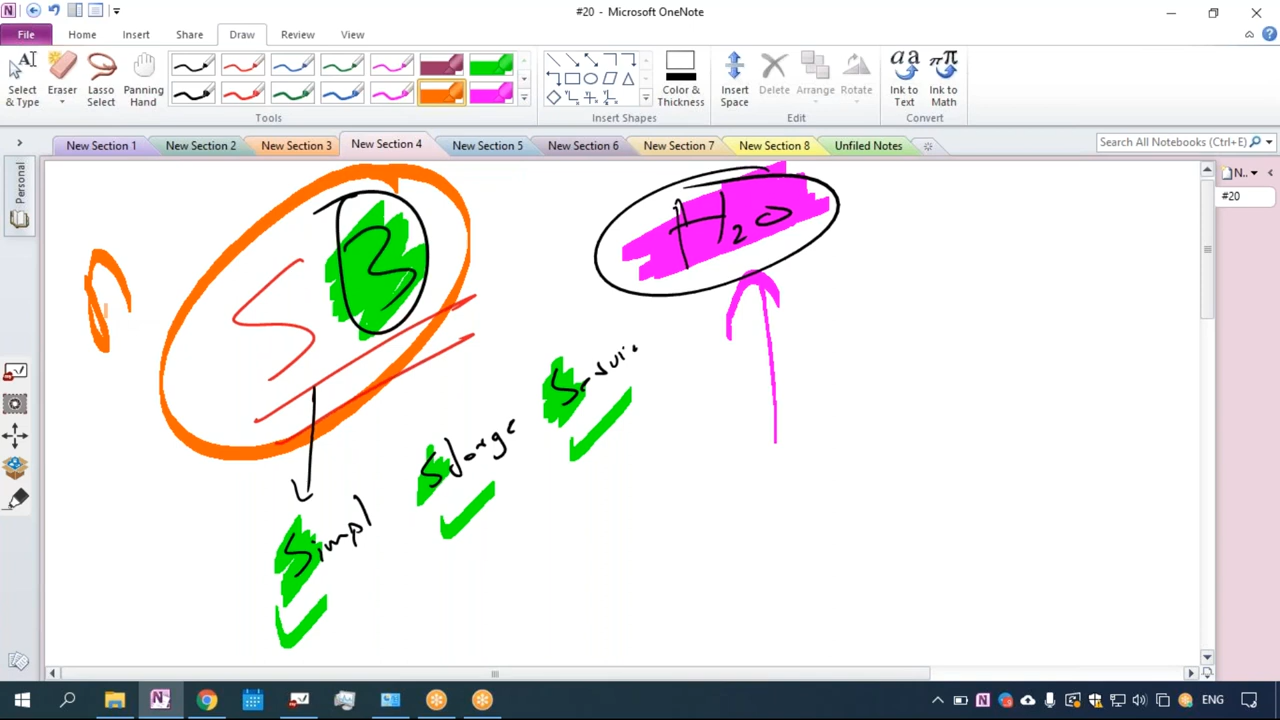 #20 - Microsoft OneNote
File Home Insert Share Draw Review View
Select & Type
Eraser
Lasso Select
Panning Hand
Color & Thickness
Insert Space
Delete
Arrange
Rotate
Ink to Text
Ink to Math
Tools
Insert Shapes
Edit
Convert
New Section 1 New Section 2 New Section 3 New Section 4 New Section 5 New Section 6 New Section 7 New Section 8 Unfiled Notes
Search All Notebooks (Ctrl+E)
Personal
N..
#20
S3
H2O
Simpl
ENG